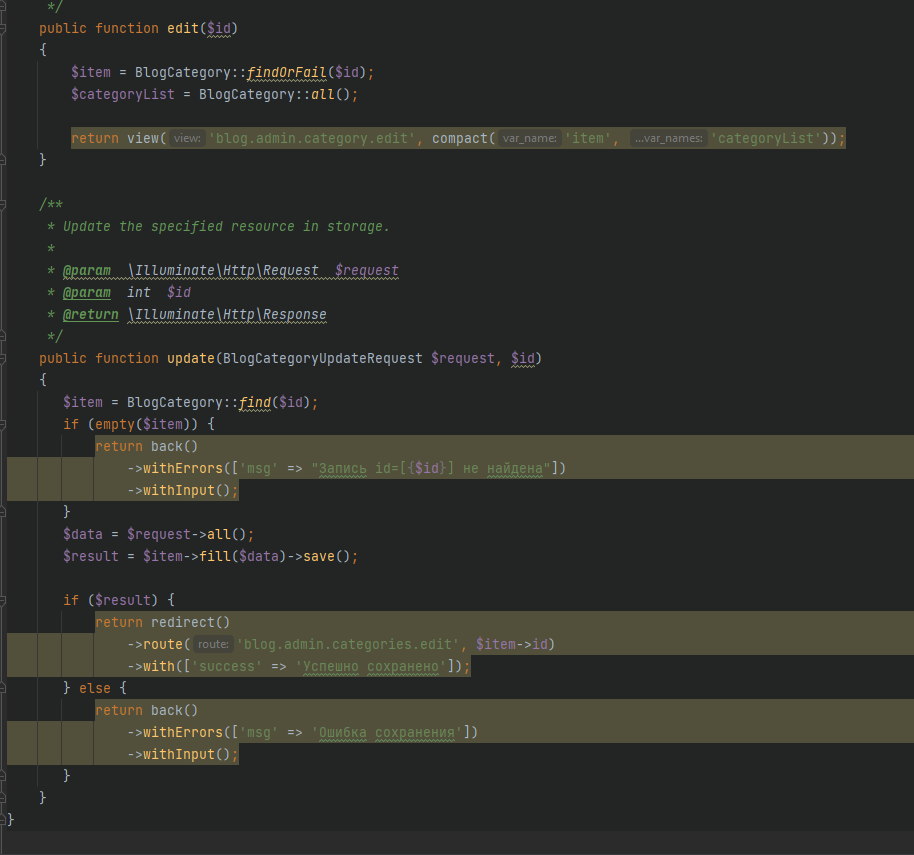 */
    public function edit($id)
    {
        $item = BlogCategory::findOrFail($id);
        $categoryList = BlogCategory::all();

        return view( view: 'blog.admin.category.edit', compact( var_name: 'item', ...var_names: 'categoryList'));
    }

    /**
     * Update the specified resource in storage.
     *
     * @param  \Illuminate\Http\Request  $request
     * @param  int  $id
     * @return \Illuminate\Http\Response
     */
    public function update(BlogCategoryUpdateRequest $request, $id)
    {
       $item = BlogCategory::find($id);
       if (empty($item)) {
           return back()
               ->withErrors(['msg' => "Запись id=[{$id}] не найдена"])
               ->withInput();
       }
       $data = $request->all();
       $result = $item->fill($data)->save();

       if ($result) {
           return redirect()
               ->route( route: 'blog.admin.categories.edit', $item->id)
               ->with(['success' => 'Успешно сохранено']);
       } else {
           return back()
               ->withErrors(['msg' => 'Ошибка сохранения'])
               ->withInput();
       }
    }
}